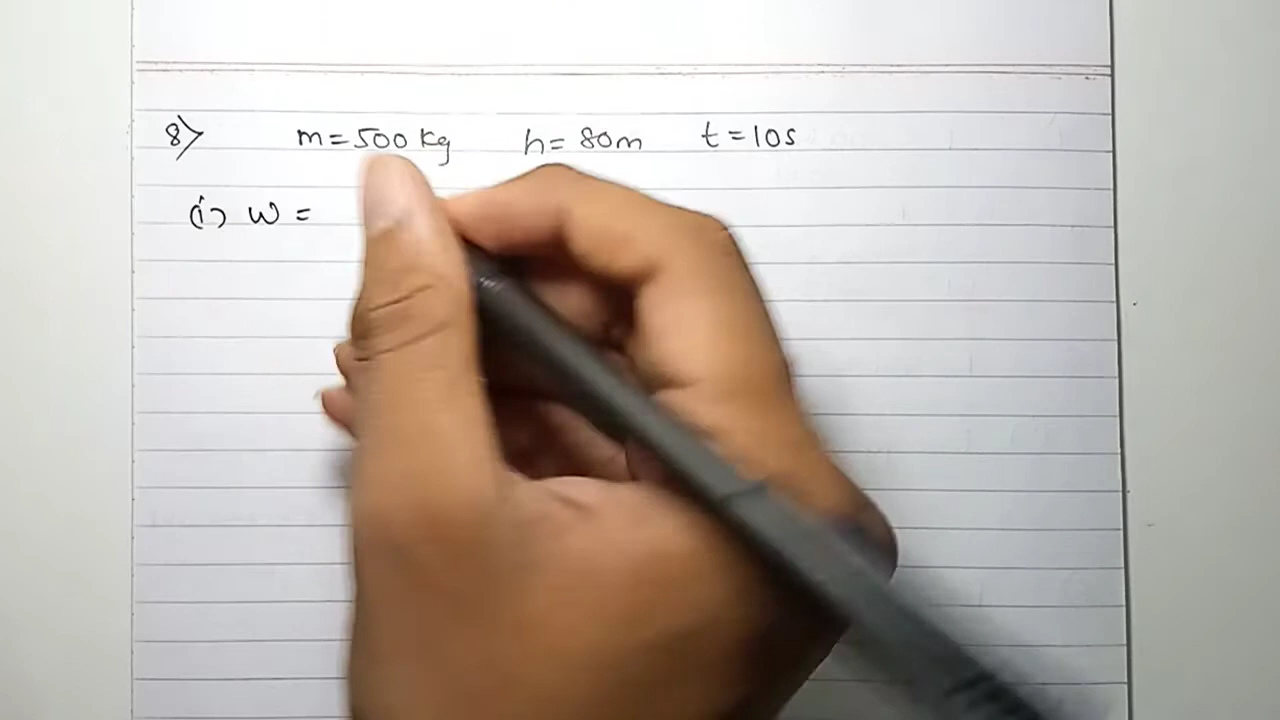 8> m = 500 kg h = 80m t = 10s
(i) W =